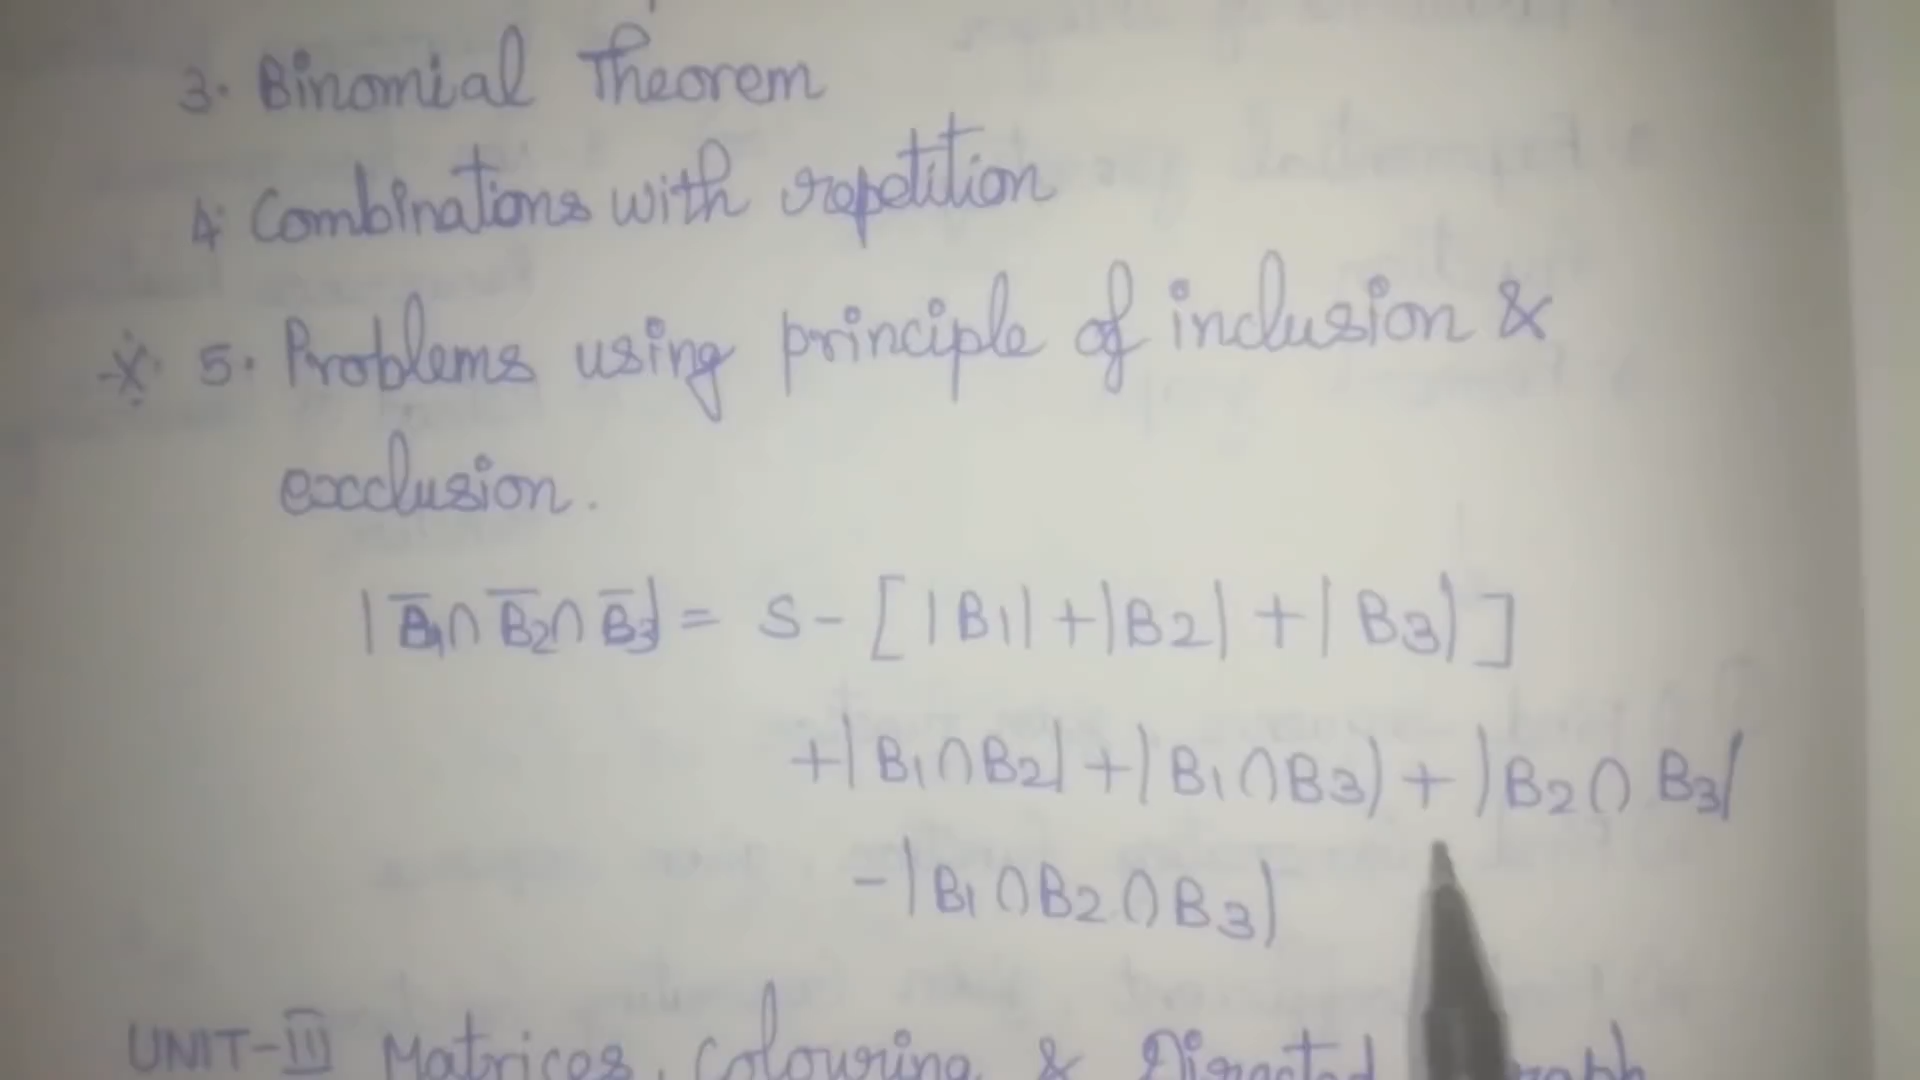 3. Binomial Theorem
4. Combinations with repetition
* 5. Problems using principle of inclusion &
exclusion.
|B̅1∩B̅2∩B̅3| = S - [|B1| + |B2| + |B3|]
+|B1∩B2| + |B1∩B3| + |B2∩B3|
-|B1∩B2∩B3|
UNIT-III Matrices, Colouring & Directed